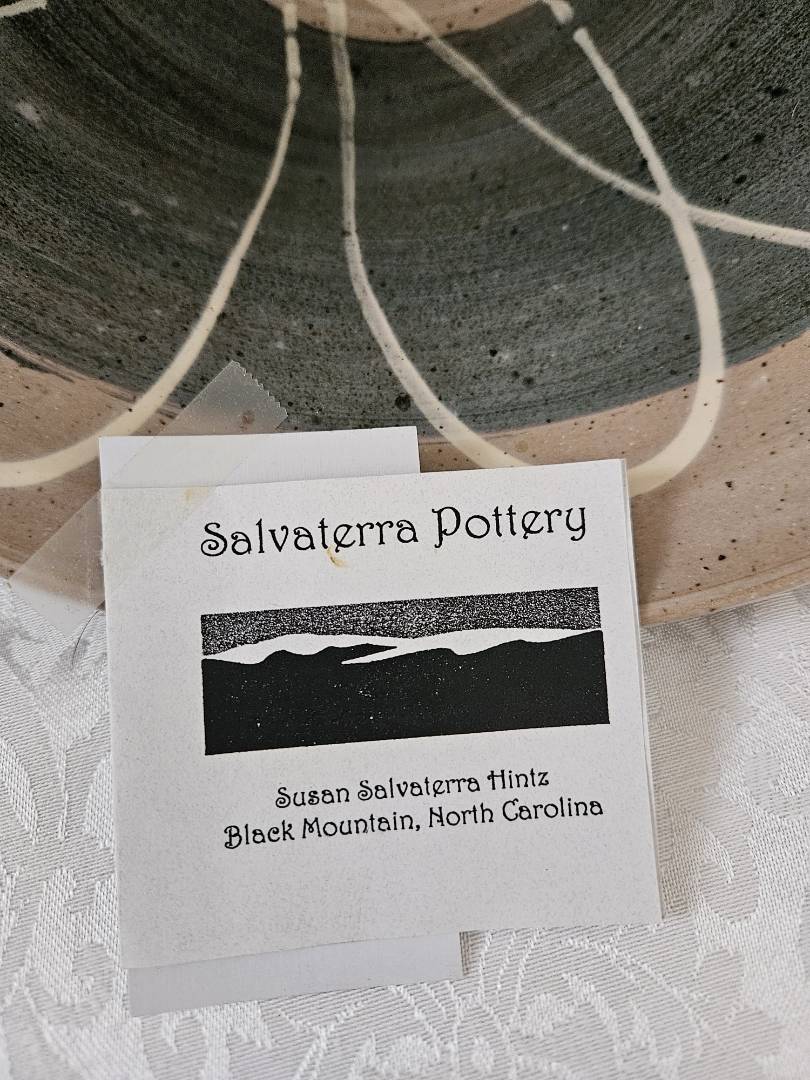 Salvaterra Pottery
Susan Salvaterra Hintz
Black Mountain, North Carolina